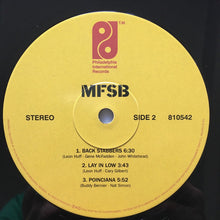 TM
Philadelphia
International
Records
MFSB
STEREO SIDE 2 810542
1. BACK STABBERS 6:30
(Leon Huff - Gene McFadden - John Whitehead)
2. LAY IN LOW 3:43
(Leon Huff - Cary Gilbert)
3. POINCIANA 5:52
(Buddy Bernier - Nat Simon)